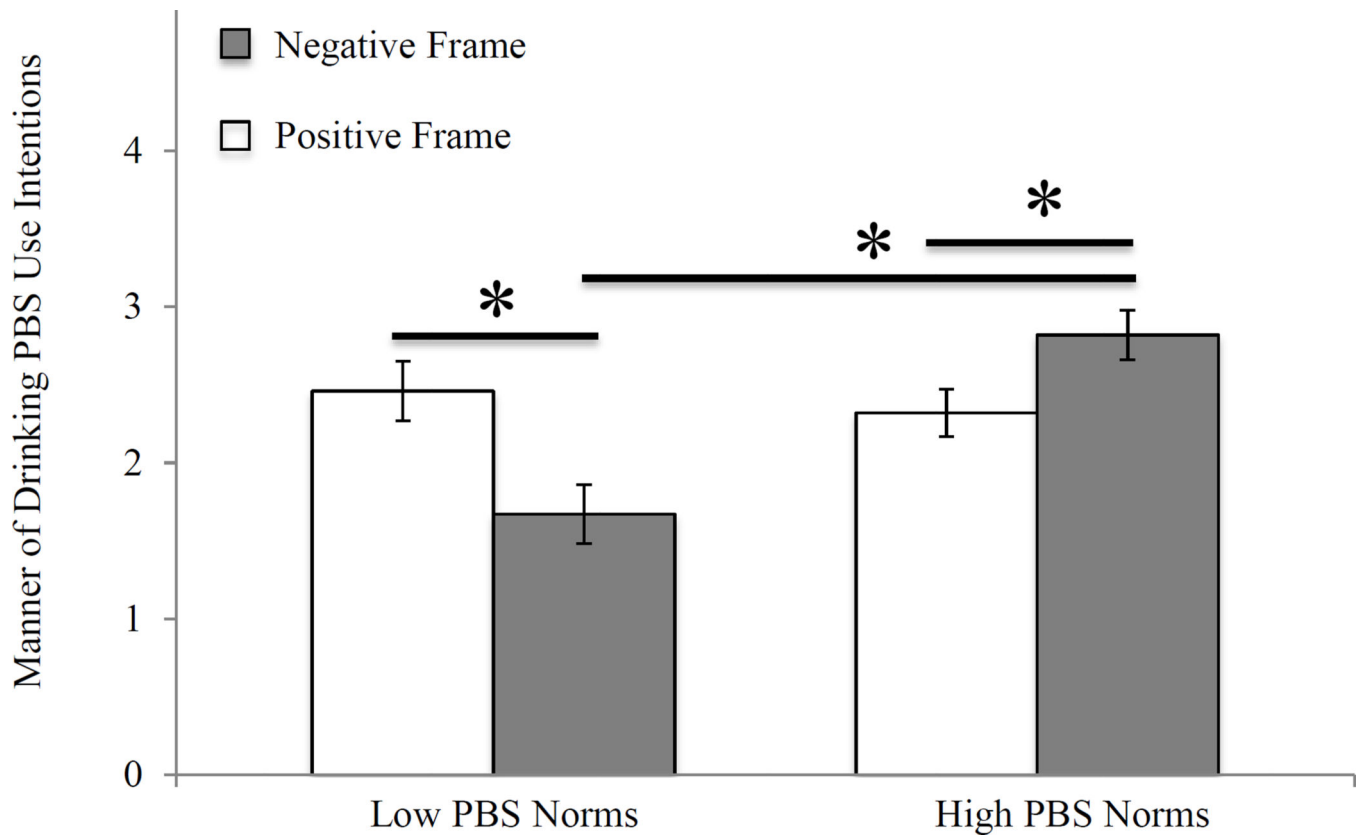 Manner of Drinking PBS Use Intentions
Negative Frame
Positive Frame
4
*
*
3
*
2
1
0
Low PBS Norms
High PBS Norms